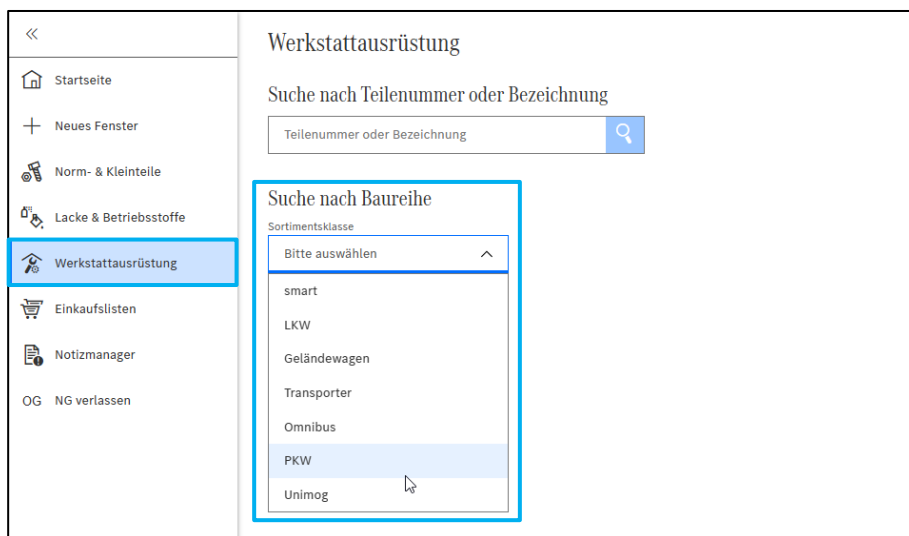 Startseite
Neues Fenster
Norm- & Kleinteile
Lacke & Betriebsstoffe
Werkstattausrüstung
Einkaufslisten
Notizmanager
OG NG verlassen
Werkstattausrüstung
Suche nach Teilenummer oder Bezeichnung
Teilenummer oder Bezeichnung
Suche nach Baureihe
Sortimentsklasse
Bitte auswählen
smart
LKW
Geländewagen
Transporter
Omnibus
PKW
Unimog